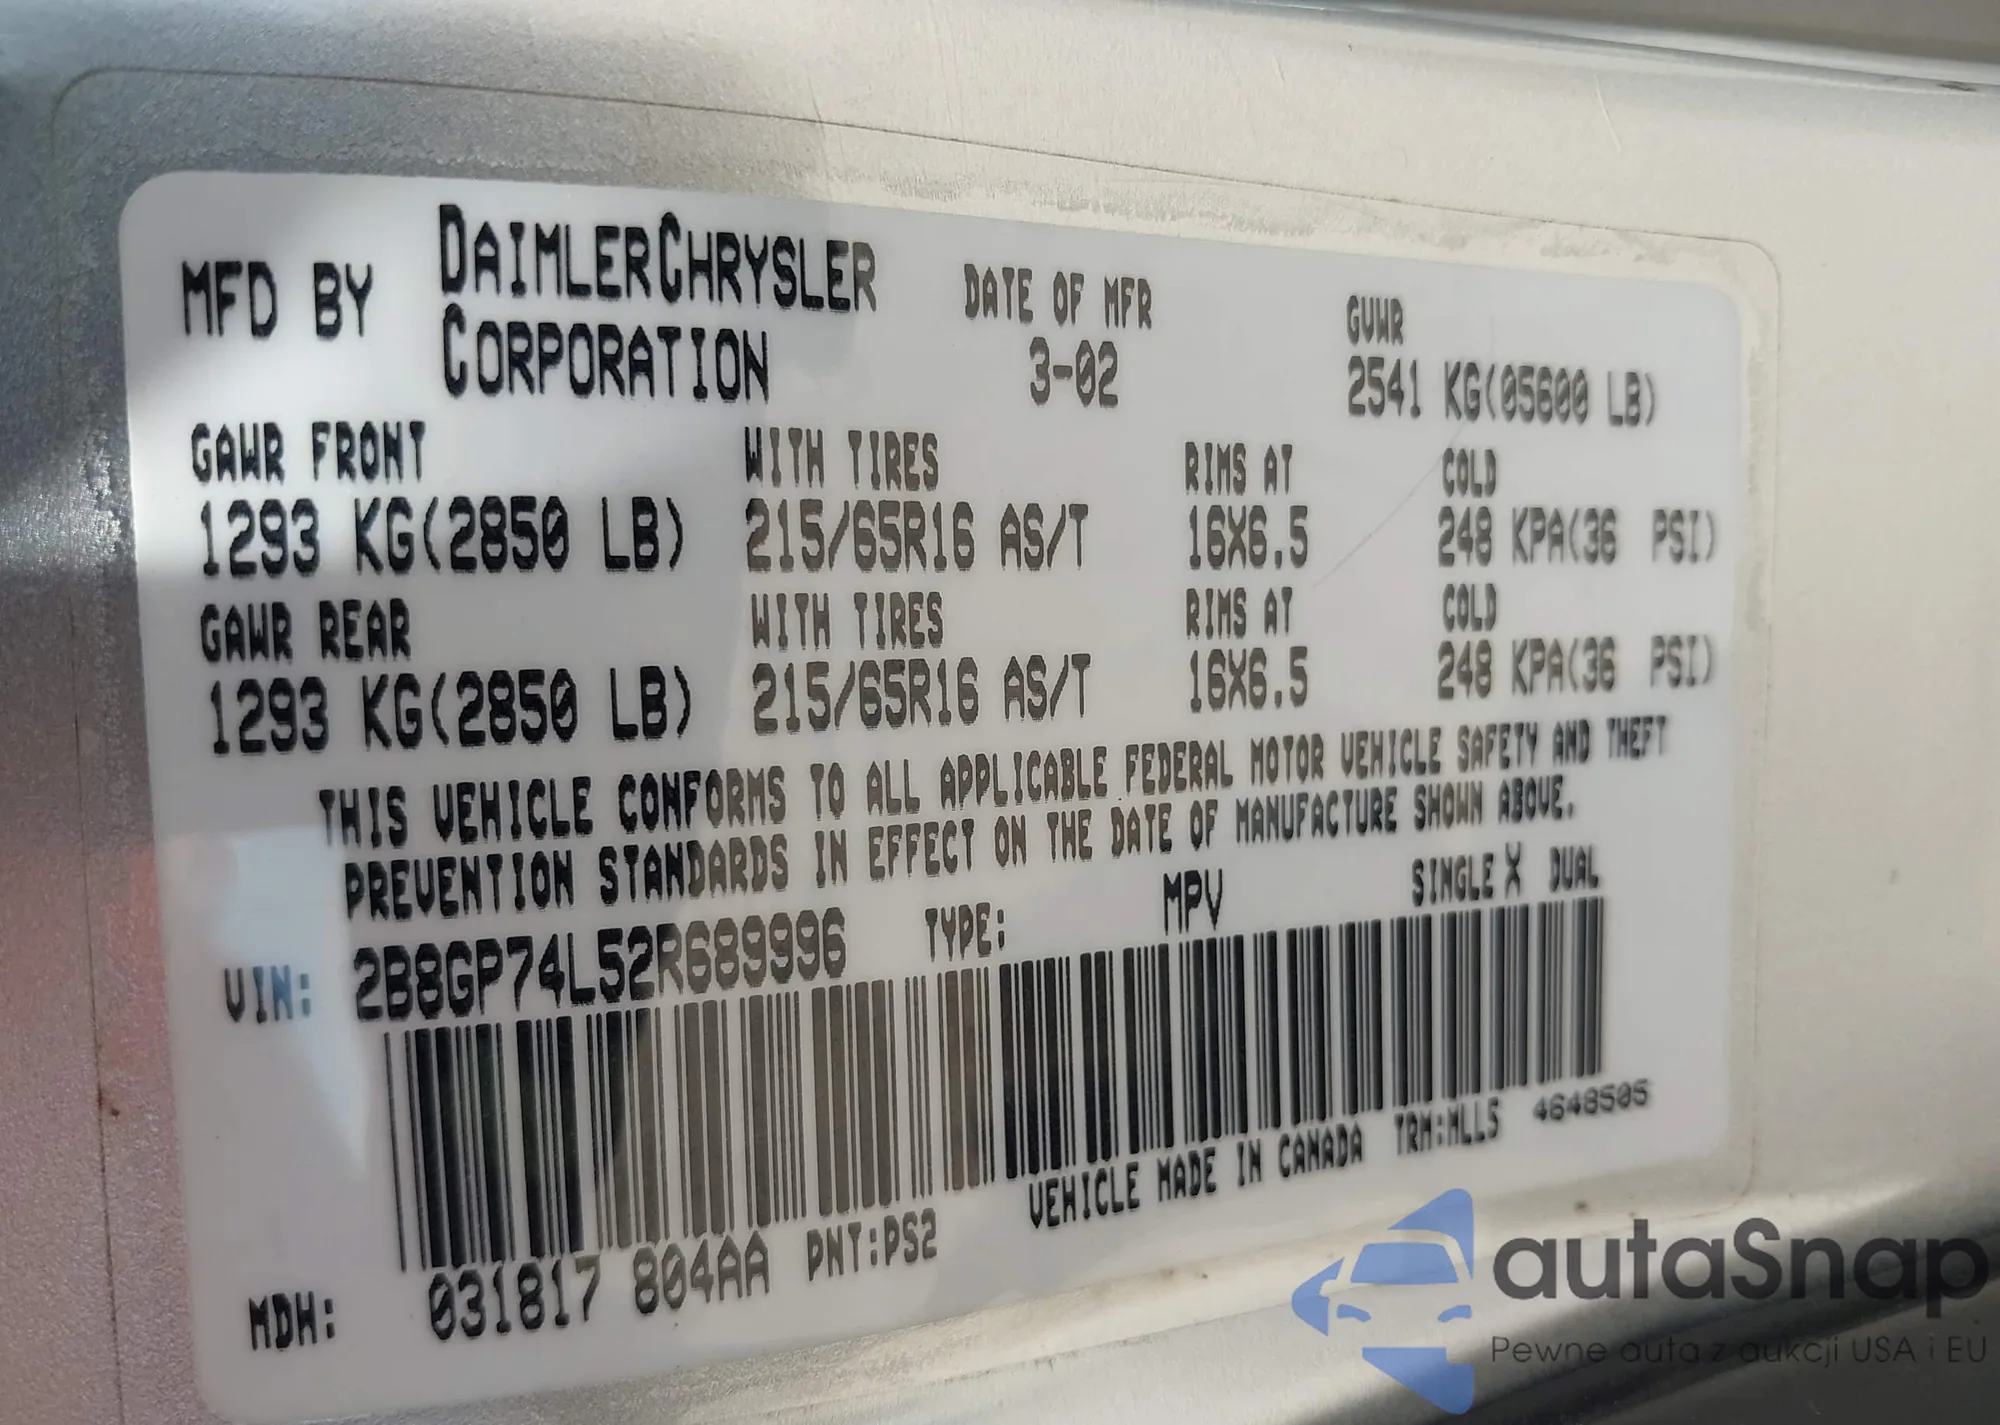 MFD BY DAIMLERCHRYSLER CORPORATION DATE OF MFR 3-02 GVWR 2541 KG(05600 LB)
GAWR FRONT WITH TIRES RIMS AT COLD
1293 KG(2850 LB) 215/65R16 AS/T 16X6.5 248 KPA(36 PSI)
GAWR REAR WITH TIRES RIMS AT COLD
1293 KG(2850 LB) 215/65R16 AS/T 16X6.5 248 KPA(36 PSI)
THIS VEHICLE CONFORMS TO ALL APPLICABLE FEDERAL MOTOR VEHICLE SAFETY AND THEFT
PREVENTION STANDARDS IN EFFECT ON THE DATE OF MANUFACTURE SHOWN ABOVE.
VIN: 2B8GP74L52R689996 TYPE: MPV SINGLE X DUAL
VEHICLE MADE IN CANADA TRM:MLL5 4648505
MDH: 031817 804AA PNT:PS2
autaSnap
Pewne auta z aukcji USA i EU